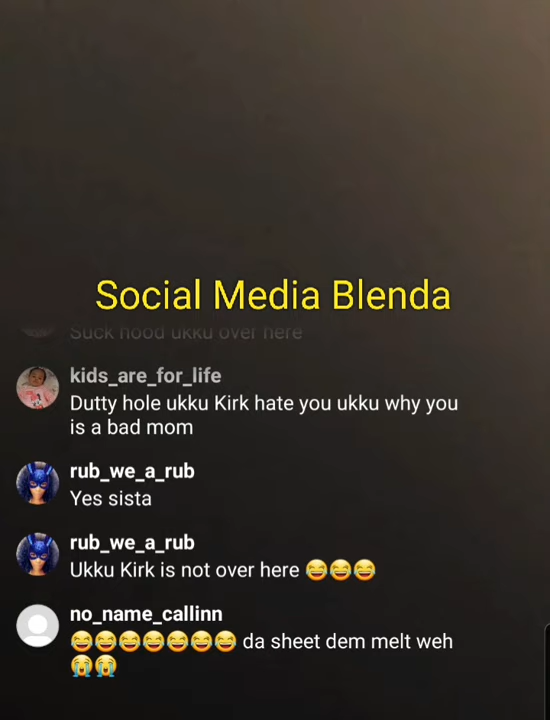 Social Media Blenda
Suck hood ukku over here
kids_are_for_life
Dutty hole ukku Kirk hate you ukku why you
is a bad mom
rub_we_a_rub
Yes sista
rub_we_a_rub
Ukku Kirk is not over here 😂😂😂
no_name_callinn
😂😂😂😂😂😂😂 da sheet dem melt weh
😭😭